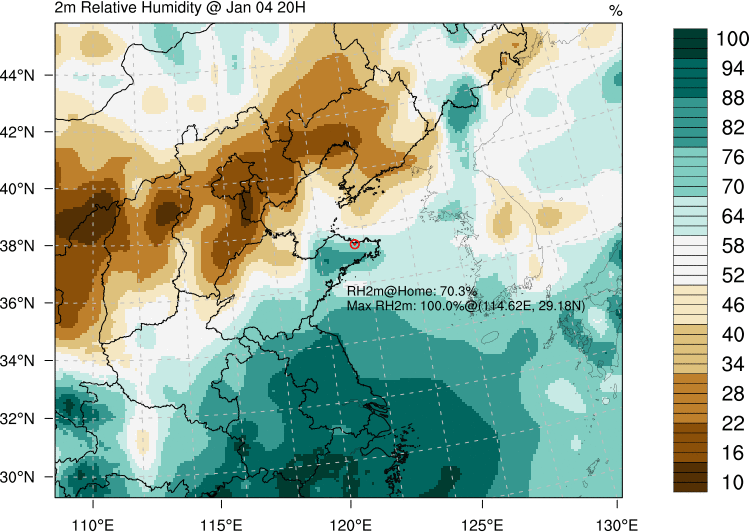 2m Relative Humidity @ Jan 04 20H
%
44°N
42°N
40°N
38°N
36°N
34°N
32°N
30°N
110°E
115°E
120°E
125°E
130°E
RH2m@Home: 70.3%
Max RH2m: 100.0%@(114.62E, 29.18N)
100
94
88
82
76
70
64
58
52
46
40
34
28
22
16
10